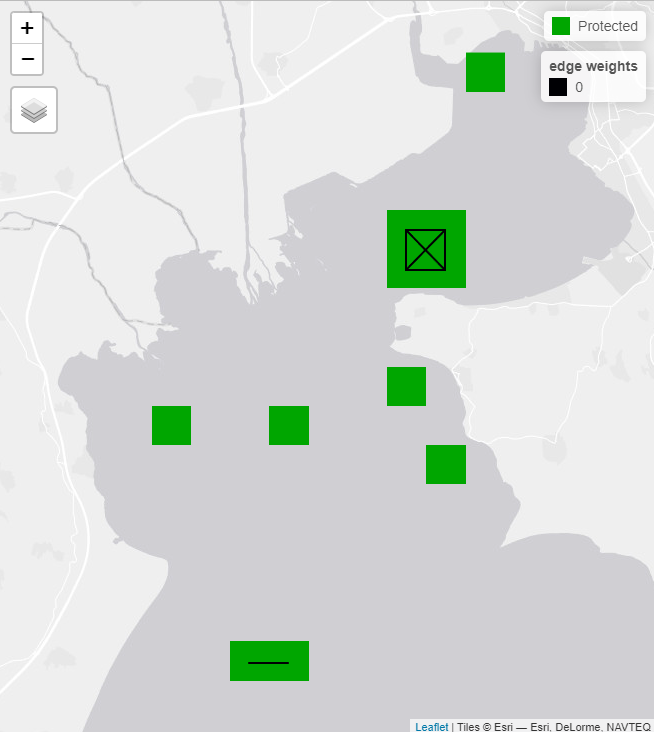 +
−
Protected
edge weights
0
Leaflet | Tiles © Esri — Esri, DeLorme, NAVTEQ